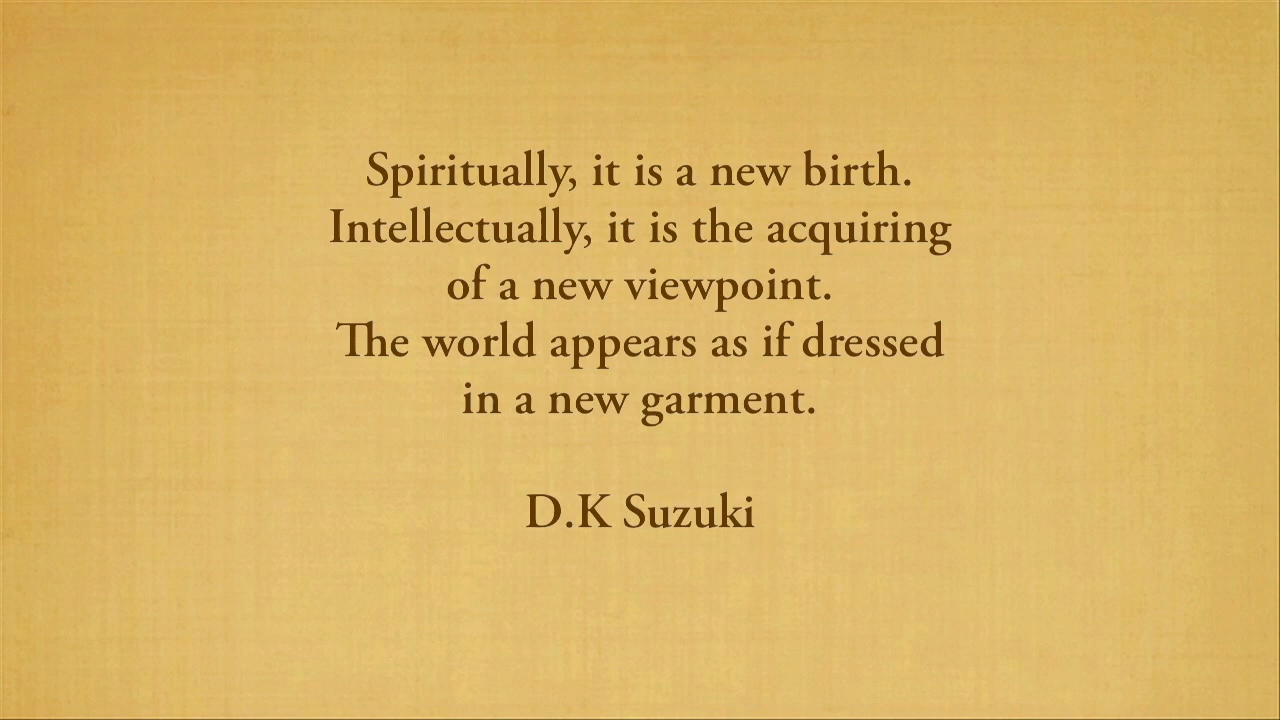 Spiritually, it is a new birth.
Intellectually, it is the acquiring
of a new viewpoint.
The world appears as if dressed
in a new garment.
D.K Suzuki